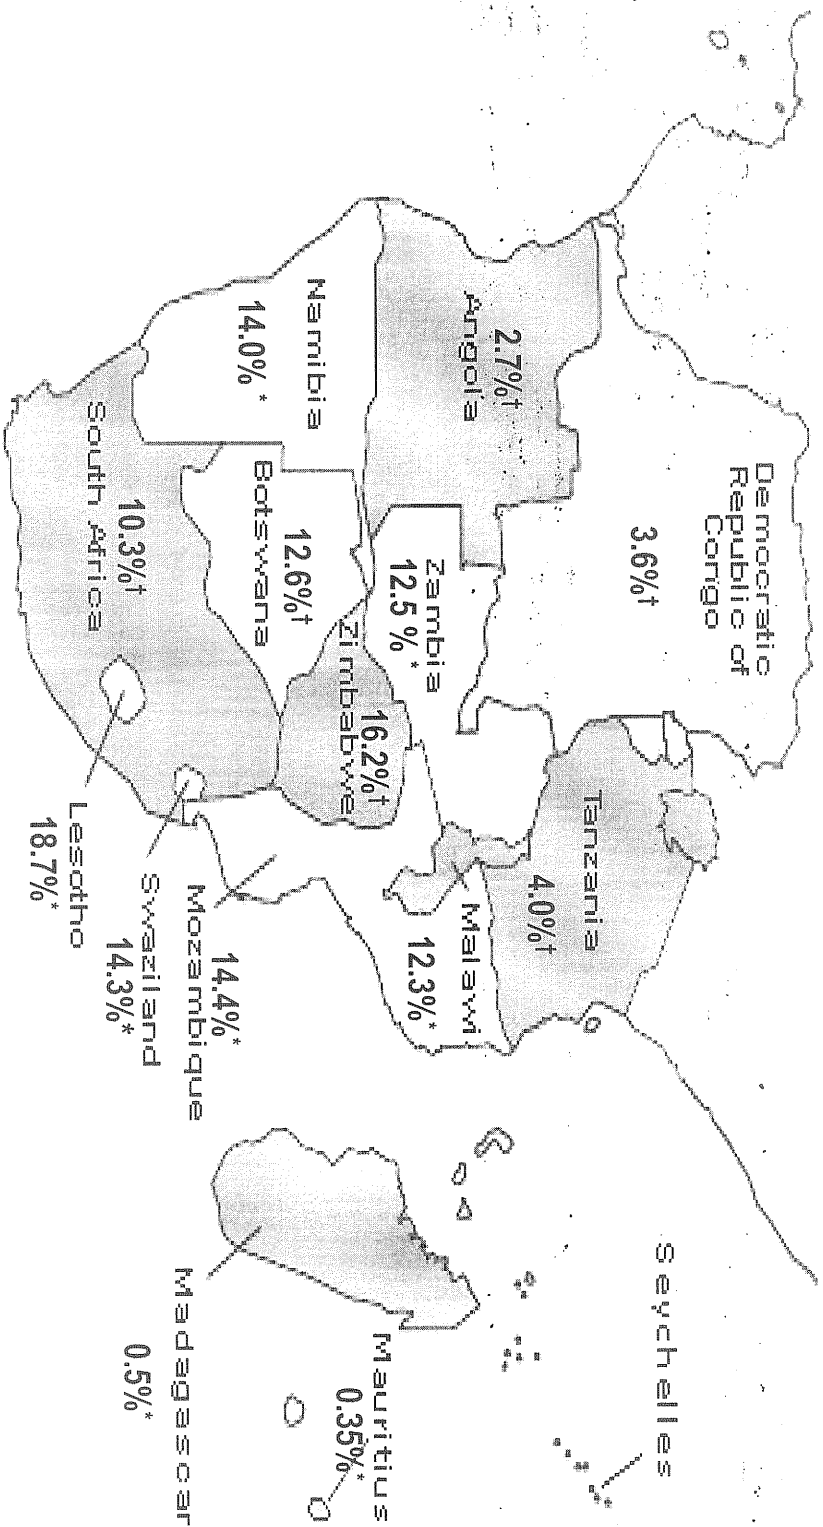 Democratic
Republic of
Congo
3.6%†
Seychelles
Tanzania
4.0%†
2.7%†
Angola
Malawi
12.3%*
Zambia
12.5 %*
16.2%†
Zimbabwe
Mauritius
0.35%*
Namibia
14.0% *
12.6%†
Botswana
14.4%*
Mozambique
Madagascar
0.5%*
Swaziland
14.3%*
10.3%†
South Africa
Lesotho
18.7%*